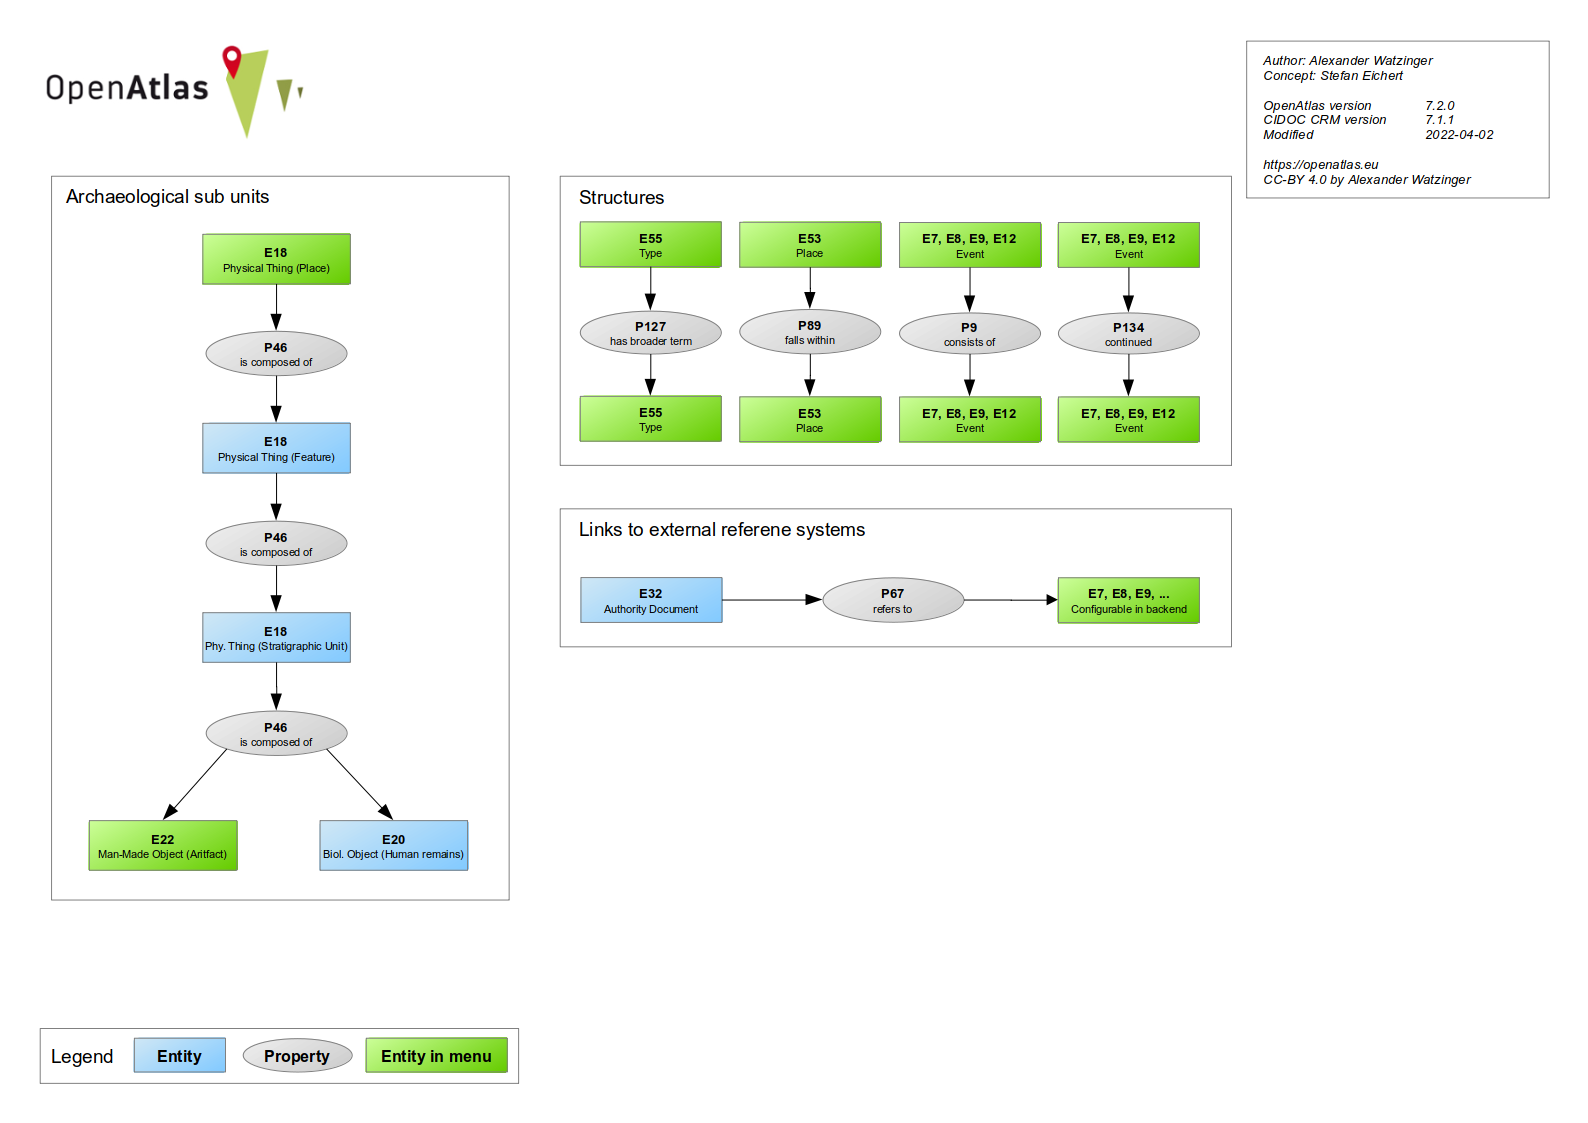 OpenAtlas
Author: Alexander Watzinger
Concept: Stefan Eichert
OpenAtlas version 7.2.0
CIDOC CRM version 7.1.1
Modified 2022-04-02
https://openatlas.eu
CC-BY 4.0 by Alexander Watzinger
Archaeological sub units
E18
Physical Thing (Place)
P46
is composed of
E18
Physical Thing (Feature)
P46
is composed of
E18
Phy. Thing (Stratigraphic Unit)
P46
is composed of
E22
Man-Made Object (Aritfact)
E20
Biol. Object (Human remains)
Structures
E55
Type
P127
has broader term
E55
Type
E53
Place
P89
falls within
E53
Place
E7, E8, E9, E12
Event
P9
consists of
E7, E8, E9, E12
Event
E7, E8, E9, E12
Event
P134
continued
E7, E8, E9, E12
Event
Links to external referene systems
E32
Authority Document
P67
refers to
E7, E8, E9, ...
Configurable in backend
Legend
Entity
Property
Entity in menu